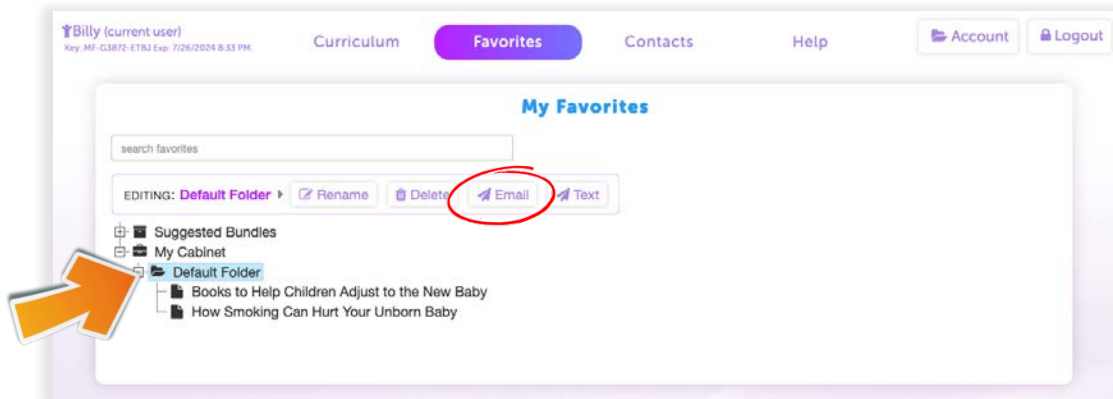 Billy (current user)
Key: MF-G3872-ET8J Exp: 7/26/2024 8:33 PM
Curriculum
Favorites
Contacts
Help
Account
Logout
My Favorites
search favorites
EDITING: Default Folder
Rename
Delete
Email
Text
Suggested Bundles
My Cabinet
Default Folder
Books to Help Children Adjust to the New Baby
How Smoking Can Hurt Your Unborn Baby